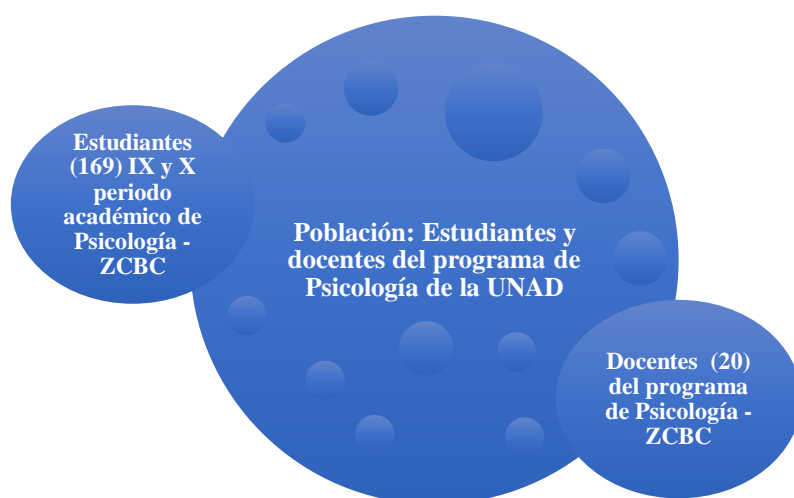 Estudiantes
(169) IX y X
periodo
académico de
Psicología -
ZCBC
Población: Estudiantes y
docentes del programa de
Psicología de la UNAD
Docentes (20)
del programa
de Psicología -
ZCBC